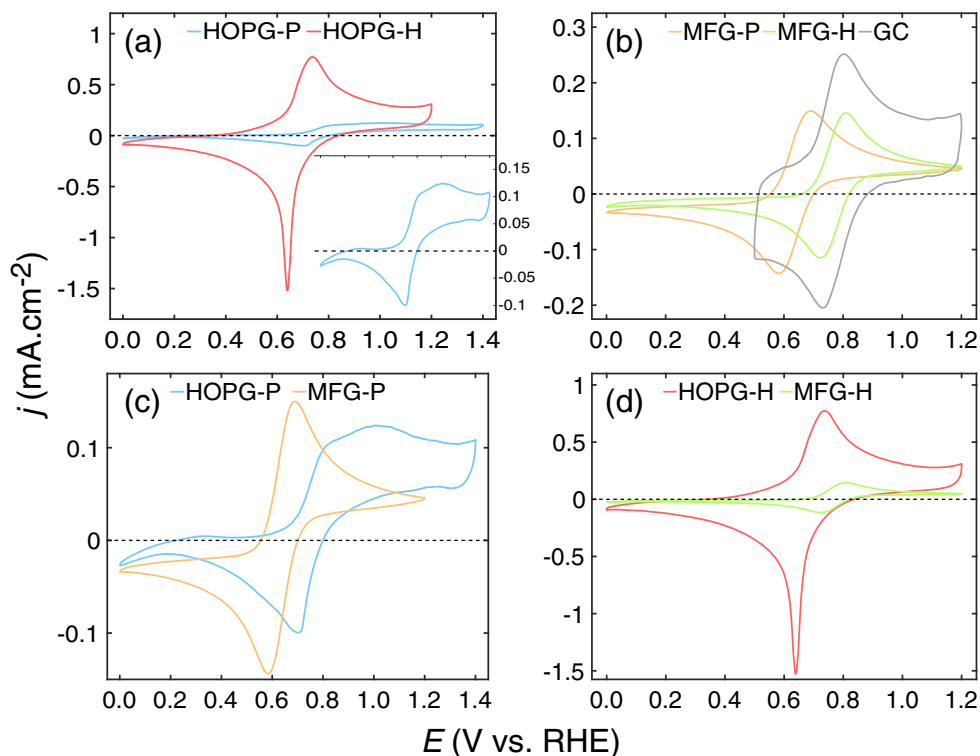 (a) HOPG-P HOPG-H
1
0.5
0
-0.5
-1
-1.5
0.15
0.1
0.05
0
-0.05
-0.1
0.0 0.2 0.4 0.6 0.8 1.0 1.2 1.4
(b) MFG-P MFG-H GC
0.3
0.2
0.1
0
-0.1
-0.2
0.0 0.2 0.4 0.6 0.8 1.0 1.2
j (mA.cm-2)
(c) HOPG-P MFG-P
0.1
0
-0.1
0.0 0.2 0.4 0.6 0.8 1.0 1.2 1.4
(d) HOPG-H MFG-H
1
0.5
0
-0.5
-1
-1.5
0.0 0.2 0.4 0.6 0.8 1.0 1.2
E (V vs. RHE)